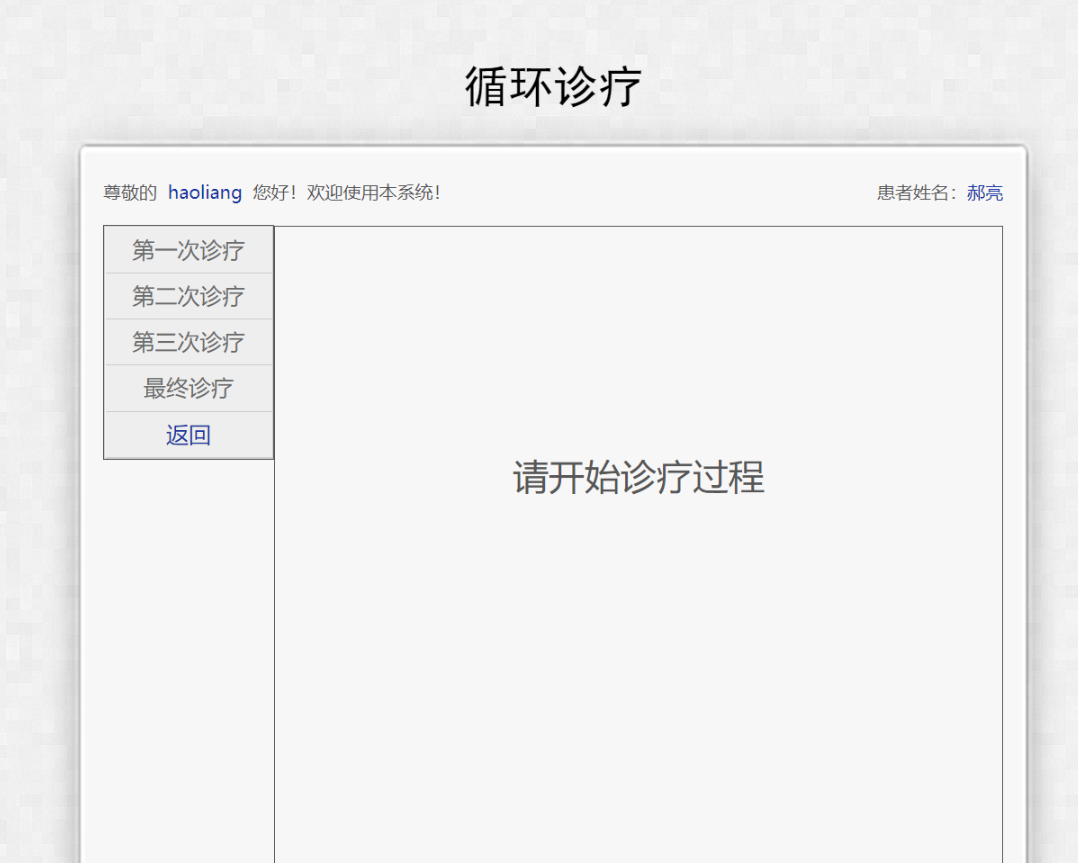 循环诊疗
尊敬的 haoliang 您好！欢迎使用本系统！
患者姓名：郝亮
第一次诊疗
第二次诊疗
第三次诊疗
最终诊疗
返回
请开始诊疗过程